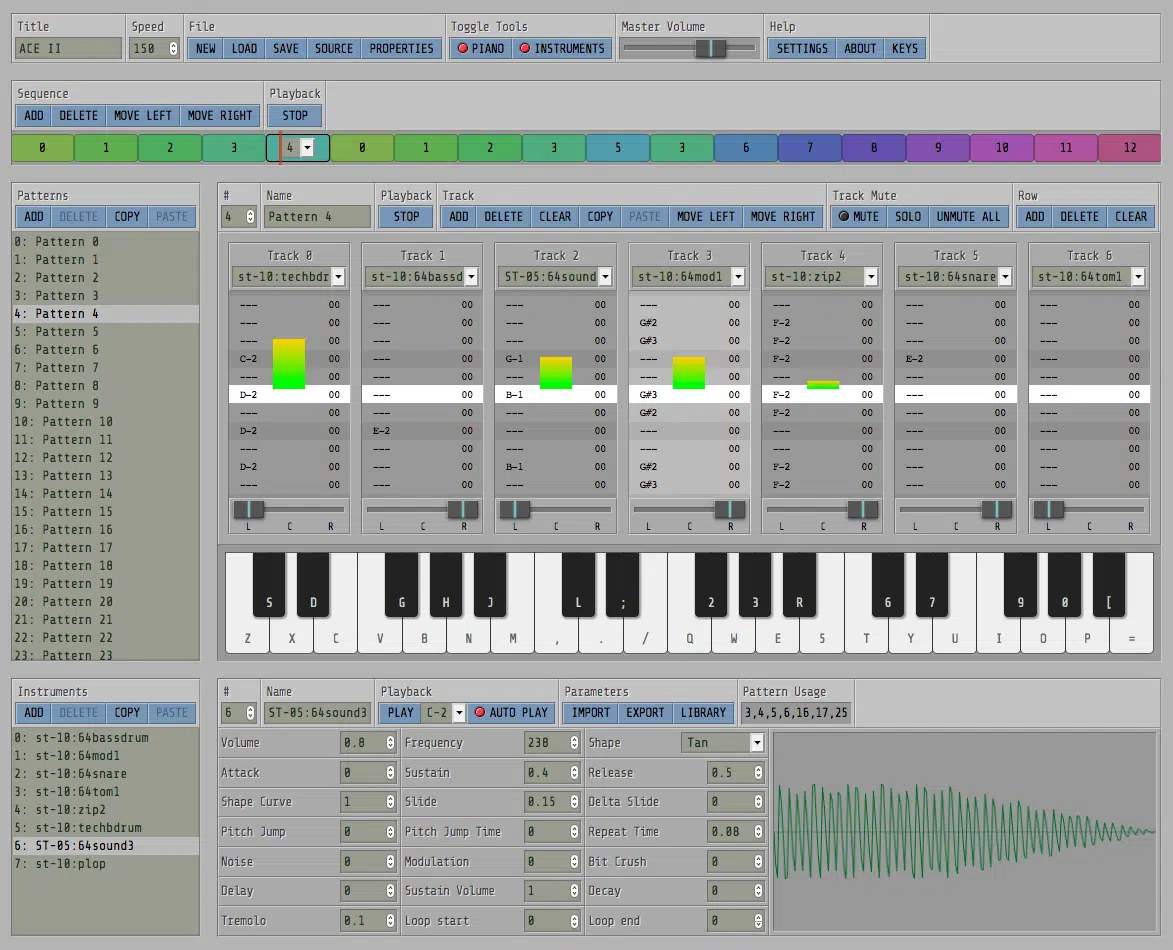 Title Speed File Toggle Tools Master Volume Help
ACE II 150 NEW LOAD SAVE SOURCE PROPERTIES PIANO INSTRUMENTS SETTINGS ABOUT KEYS
Sequence Playback
ADD DELETE MOVE LEFT MOVE RIGHT STOP
0 1 2 3 4 0 1 2 3 5 3 6 7 8 9 10 11 12
Patterns
ADD DELETE COPY PASTE
0: Pattern 0
1: Pattern 1
2: Pattern 2
3: Pattern 3
4: Pattern 4
5: Pattern 5
6: Pattern 6
7: Pattern 7
8: Pattern 8
9: Pattern 9
10: Pattern 10
11: Pattern 11
12: Pattern 12
13: Pattern 13
14: Pattern 14
15: Pattern 15
16: Pattern 16
17: Pattern 17
18: Pattern 18
19: Pattern 19
20: Pattern 20
21: Pattern 21
22: Pattern 22
23: Pattern 23
# Name Playback Track Track Mute Row
4 Pattern 4 STOP ADD DELETE CLEAR COPY PASTE MOVE LEFT MOVE RIGHT MUTE SOLO UNMUTE ALL ADD DELETE CLEAR
Track 0 Track 1 Track 2 Track 3 Track 4 Track 5 Track 6
st-10:techbdr st-10:64bassd ST-05:64sound st-10:64mod1 st-10:zip2 st-10:64snare st-10:64tom1
--- 00 --- 00 --- 00 --- 00 --- 00 --- 00 --- 00
--- 00 --- 00 --- 00 G#2 00 F-2 00 --- 00 --- 00
--- 00 --- 00 --- 00 G#3 00 F-2 00 --- 00 --- 00
C-2 00 --- 00 G-1 00 --- 00 F-2 00 E-2 00 --- 00
--- 00 --- 00 --- 00 --- 00 F-2 00 --- 00 --- 00
D-2 00 --- 00 B-1 00 G#3 00 F-2 00 --- 00 --- 00
--- 00 --- 00 --- 00 G#2 00 F-2 00 --- 00 --- 00
D-2 00 E-2 00 --- 00 --- 00 F-2 00 --- 00 --- 00
--- 00 --- 00 --- 00 --- 00 F-2 00 --- 00 --- 00
D-2 00 --- 00 B-1 00 G#2 00 F-2 00 --- 00 --- 00
--- 00 --- 00 --- 00 G#3 00 F-2 00 --- 00 --- 00
L C R L C R L C R L C R L C R L C R L C R
S D G H J L ; 2 3 R 6 7 9 0 [
Z X C V B N M , . / Q W E 5 T Y U I O P =
Instruments
ADD DELETE COPY PASTE
0: st-10:64bassdrum
1: st-10:64mod1
2: st-10:64snare
3: st-10:64tom1
4: st-10:zip2
5: st-10:techbdrum
6: ST-05:64sound3
7: st-10:plop
# Name Playback Parameters Pattern Usage
6 ST-05:64sound3 PLAY C-2 AUTO PLAY IMPORT EXPORT LIBRARY 3,4,5,6,16,17,25
Volume 0.8 Frequency 238 Shape Tan
Attack 0 Sustain 0.4 Release 0.5
Shape Curve 1 Slide 0.15 Delta Slide 0
Pitch Jump 0 Pitch Jump Time 0 Repeat Time 0.08
Noise 0 Modulation 0 Bit Crush 0
Delay 0 Sustain Volume 1 Decay 0
Tremolo 0.1 Loop start 0 Loop end 0